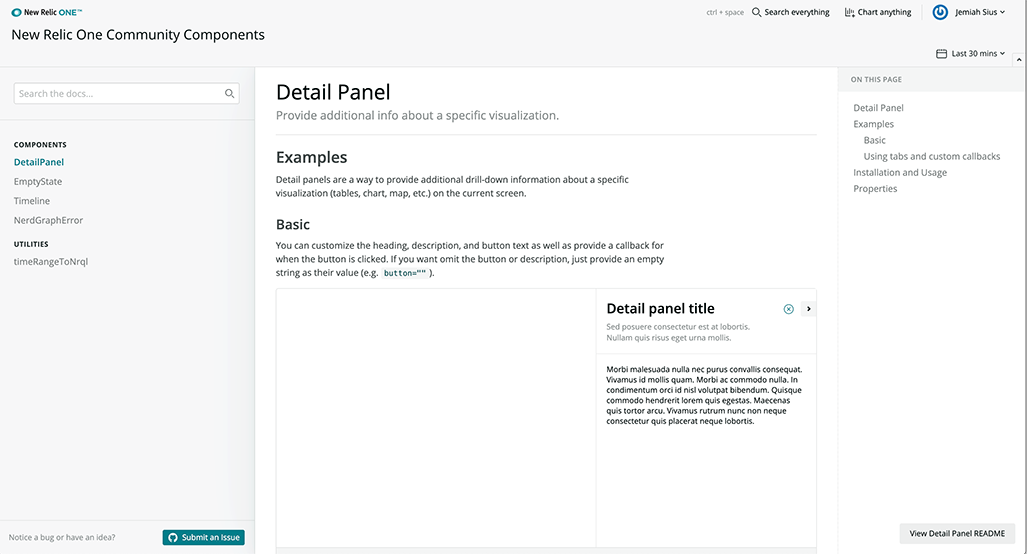 New Relic ONE™
ctrl + space Search everything Chart anything Jemiah Sius
New Relic One Community Components
Last 30 mins
Search the docs...
COMPONENTS
DetailPanel
EmptyState
Timeline
NerdGraphError
UTILITIES
timeRangeToNrql
Notice a bug or have an idea? Submit an Issue
Detail Panel
Provide additional info about a specific visualization.
Examples
Detail panels are a way to provide additional drill-down information about a specific
visualization (tables, chart, map, etc.) on the current screen.
Basic
You can customize the heading, description, and button text as well as provide a callback for
when the button is clicked. If you want omit the button or description, just provide an empty
string as their value (e.g. button="" ).
Detail panel title
Sed posuere consectetur est at lobortis.
Nullam quis risus eget urna mollis.
Morbi malesuada nulla nec purus convallis consequat.
Vivamus id mollis quam. Morbi ac commodo nulla. In
condimentum orci id nisl volutpat bibendum. Quisque
commodo hendrerit lorem quis egestas. Maecenas
quis tortor arcu. Vivamus rutrum nunc non neque
consectetur quis placerat neque lobortis.
ON THIS PAGE
Detail Panel
Examples
Basic
Using tabs and custom callbacks
Installation and Usage
Properties
View Detail Panel README